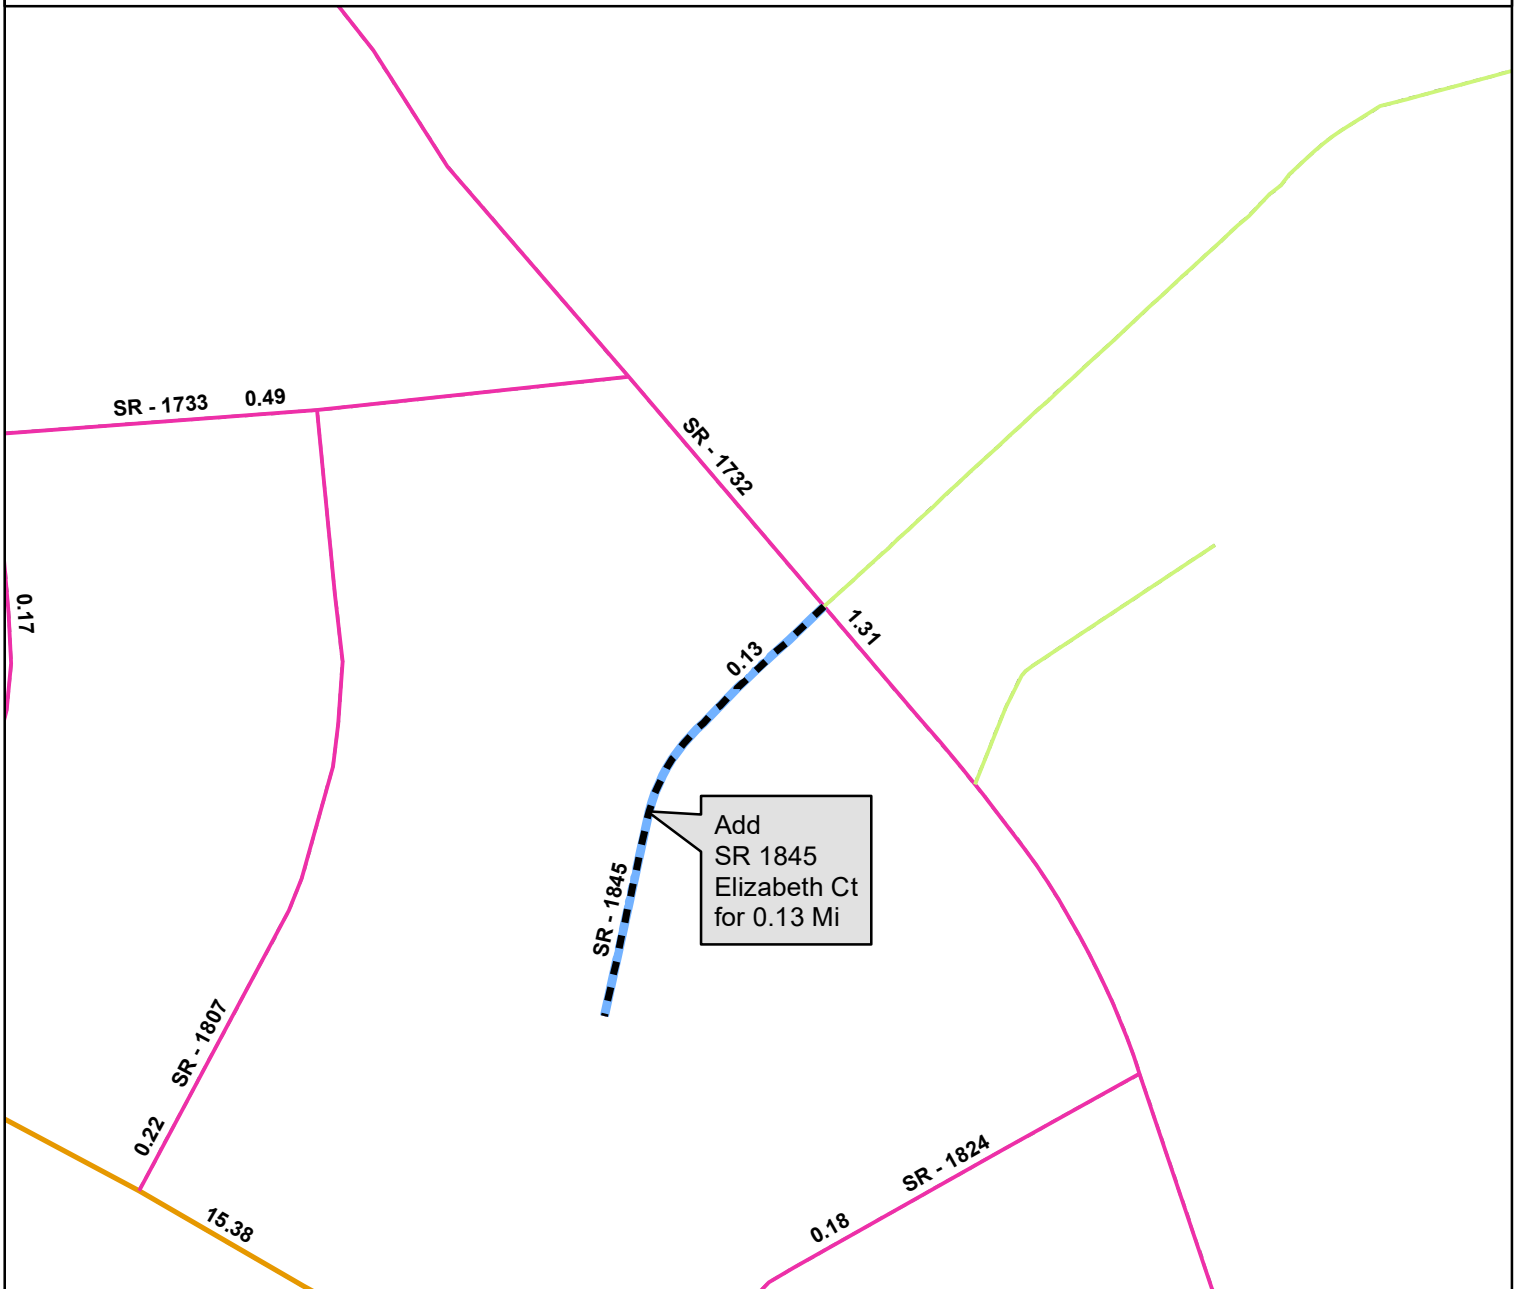 SR - 1733 0.49
SR - 1732
0.17
1.31
0.13
Add
SR 1845
Elizabeth Ct
for 0.13 Mi
SR - 1845
SR - 1807
0.22
SR - 1824
0.18
15.38